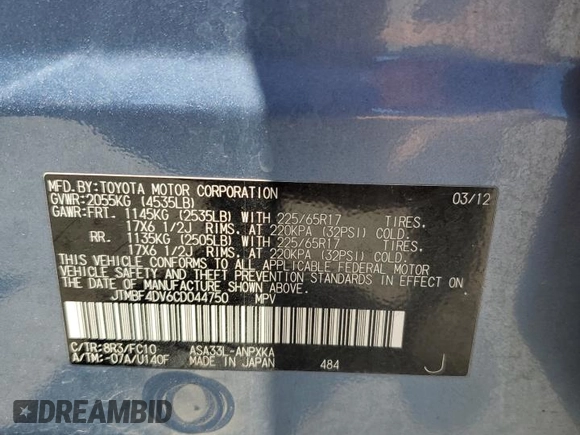 MFD.BY: TOYOTA MOTOR CORPORATION 03/12
GVWR: 2055KG (4535LB)
GAWR: FRT. 1145KG (2535LB) WITH 225/65R17 TIRES,
17X6 1/2J RIMS, AT 220KPA (32PSI) COLD.
RR. 1135KG (2505LB) WITH 225/65R17 TIRES,
17X6 1/2J RIMS, AT 220KPA (32PSI) COLD.
THIS VEHICLE CONFORMS TO ALL APPLICABLE FEDERAL MOTOR
VEHICLE SAFETY AND THEFT PREVENTION STANDARDS IN EFFECT ON
THE DATE OF MANUFACTURE SHOWN ABOVE.
JTMBF4DV6CD044750 MPV
C/TR: 8R3/FC10 ASA33L-ANPXKA
A/TM: -07A/U140F MADE IN JAPAN 484 J
DREAMBID